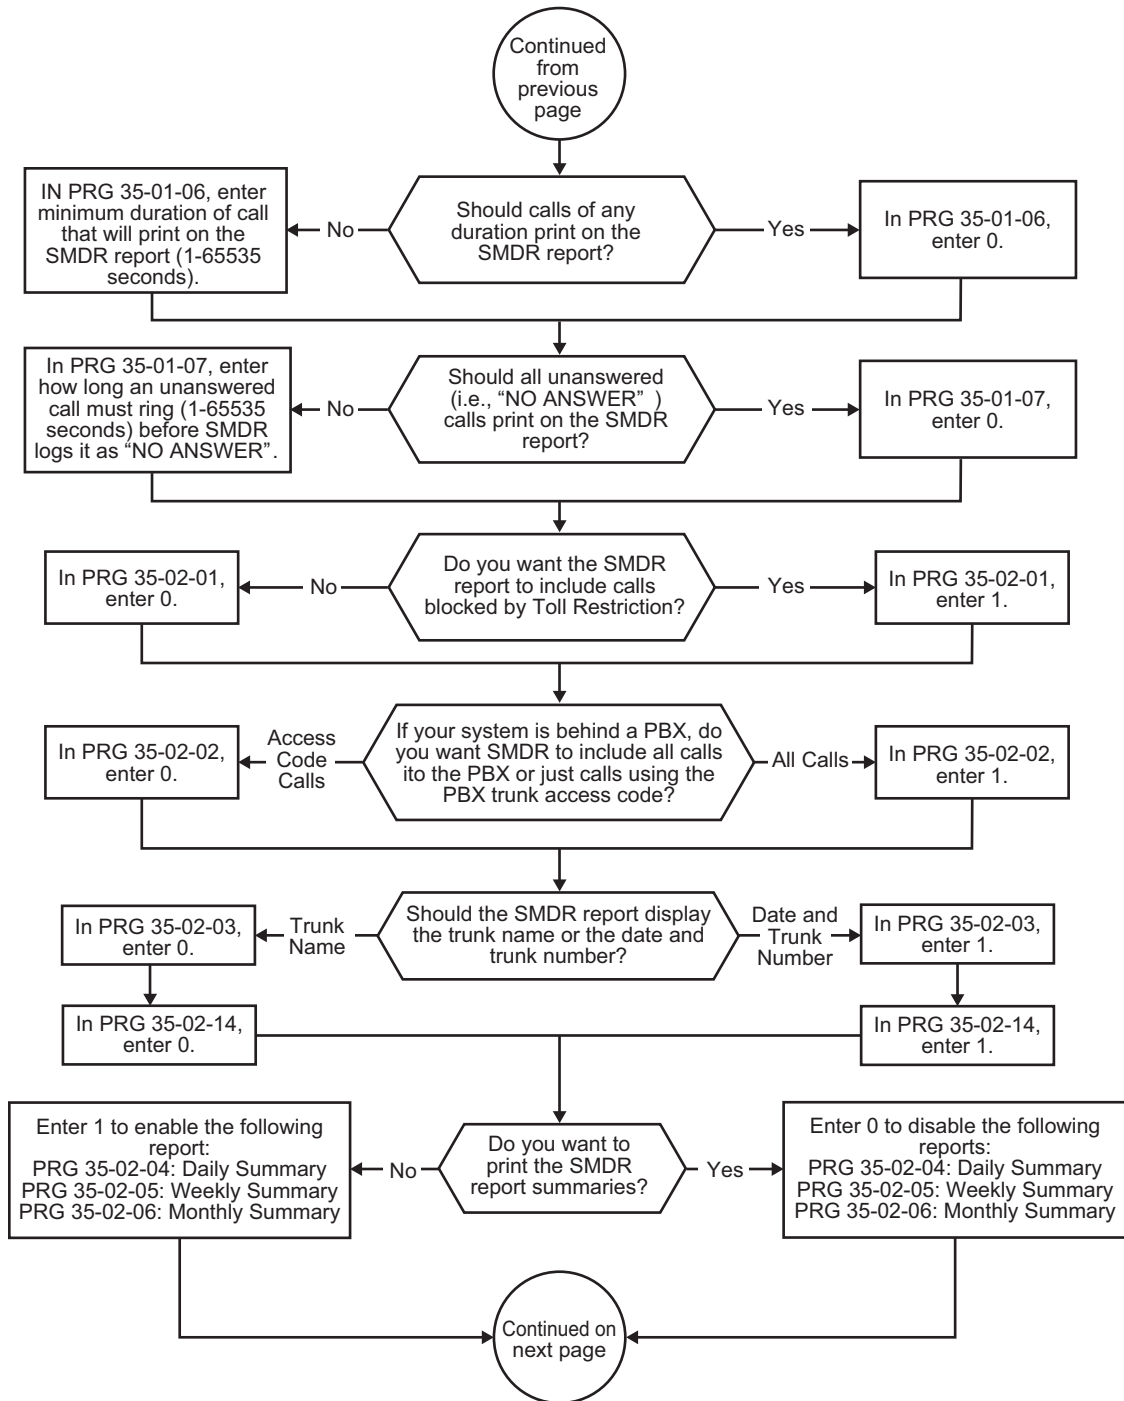 Continued
from
previous
page
IN PRG 35-01-06, enter
minimum duration of call
that will print on the
SMDR report (1-65535
seconds).
No
Should calls of any
duration print on the
SMDR report?
Yes
In PRG 35-01-06,
enter 0.
In PRG 35-01-07, enter
how long an unanswered
call must ring (1-65535
seconds) before SMDR
logs it as “NO ANSWER”.
No
Should all unanswered
(i.e., “NO ANSWER” )
calls print on the SMDR
report?
Yes
In PRG 35-01-07,
enter 0.
In PRG 35-02-01,
enter 0.
No
Do you want the SMDR
report to include calls
blocked by Toll Restriction?
Yes
In PRG 35-02-01,
enter 1.
In PRG 35-02-02,
enter 0.
Access
Code
Calls
If your system is behind a PBX, do
you want SMDR to include all calls
ito the PBX or just calls using the
PBX trunk access code?
All Calls
In PRG 35-02-02,
enter 1.
In PRG 35-02-03,
enter 0.
Trunk
Name
Should the SMDR report display
the trunk name or the date and
trunk number?
Date and
Trunk
Number
In PRG 35-02-03,
enter 1.
In PRG 35-02-14,
enter 0.
In PRG 35-02-14,
enter 1.
Enter 1 to enable the following
report:
PRG 35-02-04: Daily Summary
PRG 35-02-05: Weekly Summary
PRG 35-02-06: Monthly Summary
No
Do you want to
print the SMDR
report summaries?
Yes
Enter 0 to disable the following
reports:
PRG 35-02-04: Daily Summary
PRG 35-02-05: Weekly Summary
PRG 35-02-06: Monthly Summary
Continued on
next page